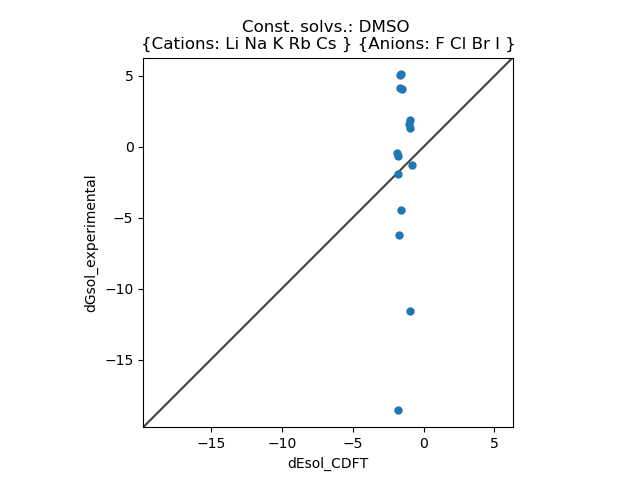 Const. solvs.: DMSO
{Cations: Li Na K Rb Cs } {Anions: F Cl Br I }
5
0
−5
−10
−15
dGsol_experimental
−15
−10
−5
0
5
dEsol_CDFT